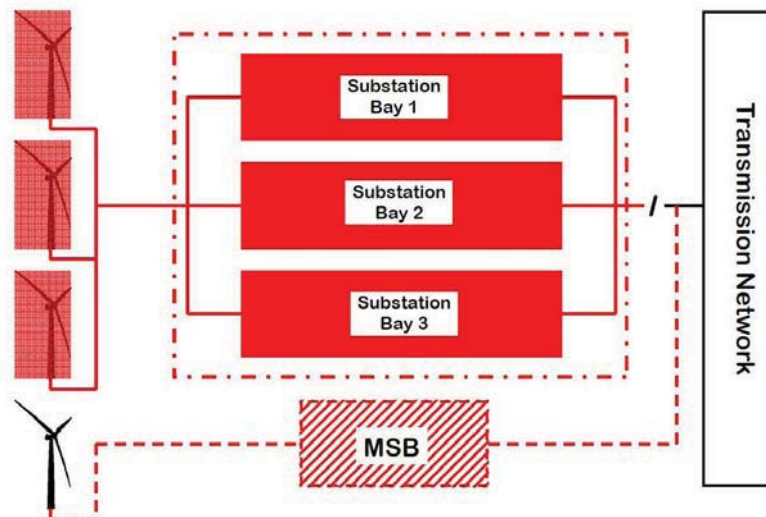 Substation
Bay 1
Substation
Bay 2
Substation
Bay 3
MSB
Transmission Network